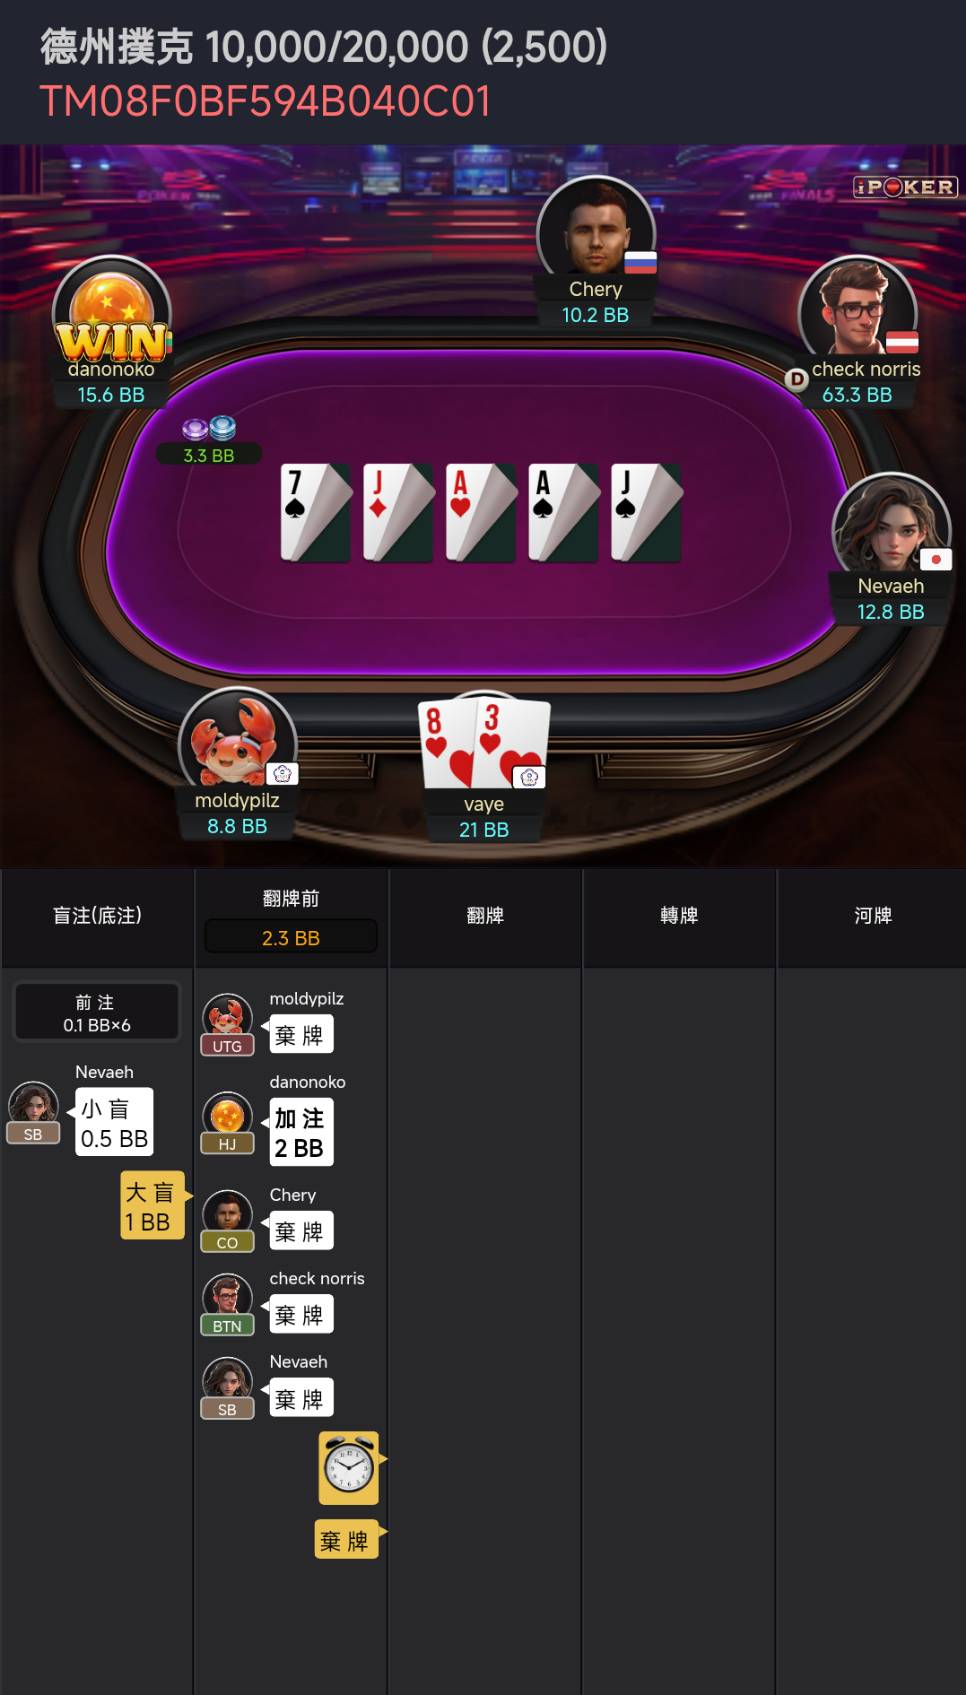 德州撲克 10,000/20,000 (2,500)
TM08F0BF594B040C01
iPOKER
Chery
10.2 BB
WIN
danonoko
15.6 BB
D
check norris
63.3 BB
3.3 BB
7
J
A
A
J
Nevaeh
12.8 BB
8
3
moldypilz
8.8 BB
vaye
21 BB
盲注(底注)
翻牌前
2.3 BB
翻牌
轉牌
河牌
前注
0.1 BB×6
Nevaeh
SB
小盲
0.5 BB
大盲
1 BB
moldypilz
UTG
棄牌
danonoko
HJ
加注
2 BB
Chery
CO
棄牌
check norris
BTN
棄牌
Nevaeh
SB
棄牌
棄牌